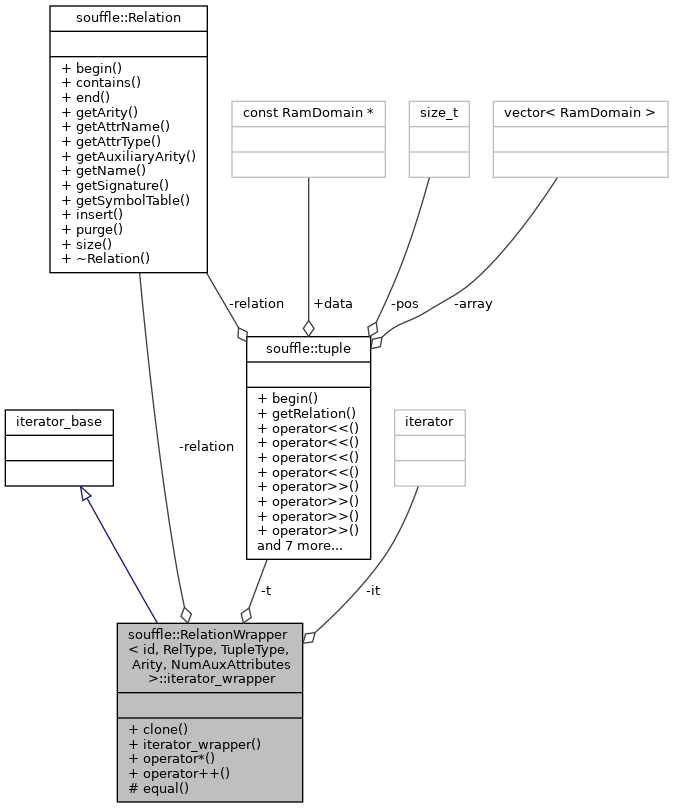 souffle::Relation
+ begin()
+ contains()
+ end()
+ getArity()
+ getAttrName()
+ getAttrType()
+ getAuxiliaryArity()
+ getName()
+ getSignature()
+ getSymbolTable()
+ insert()
+ purge()
+ size()
+ ~Relation()
const RamDomain *
size_t
vector< RamDomain >
-relation
+data
-pos
-array
souffle::tuple
+ begin()
+ getRelation()
+ operator<<()
+ operator<<()
+ operator<<()
+ operator<<()
+ operator>>()
+ operator>>()
+ operator>>()
+ operator>>()
and 7 more...
iterator_base
-relation
iterator
-t
-it
souffle::RelationWrapper
< id, RelType, TupleType,
Arity, NumAuxAttributes
>::iterator_wrapper
+ clone()
+ iterator_wrapper()
+ operator*()
+ operator++()
# equal()